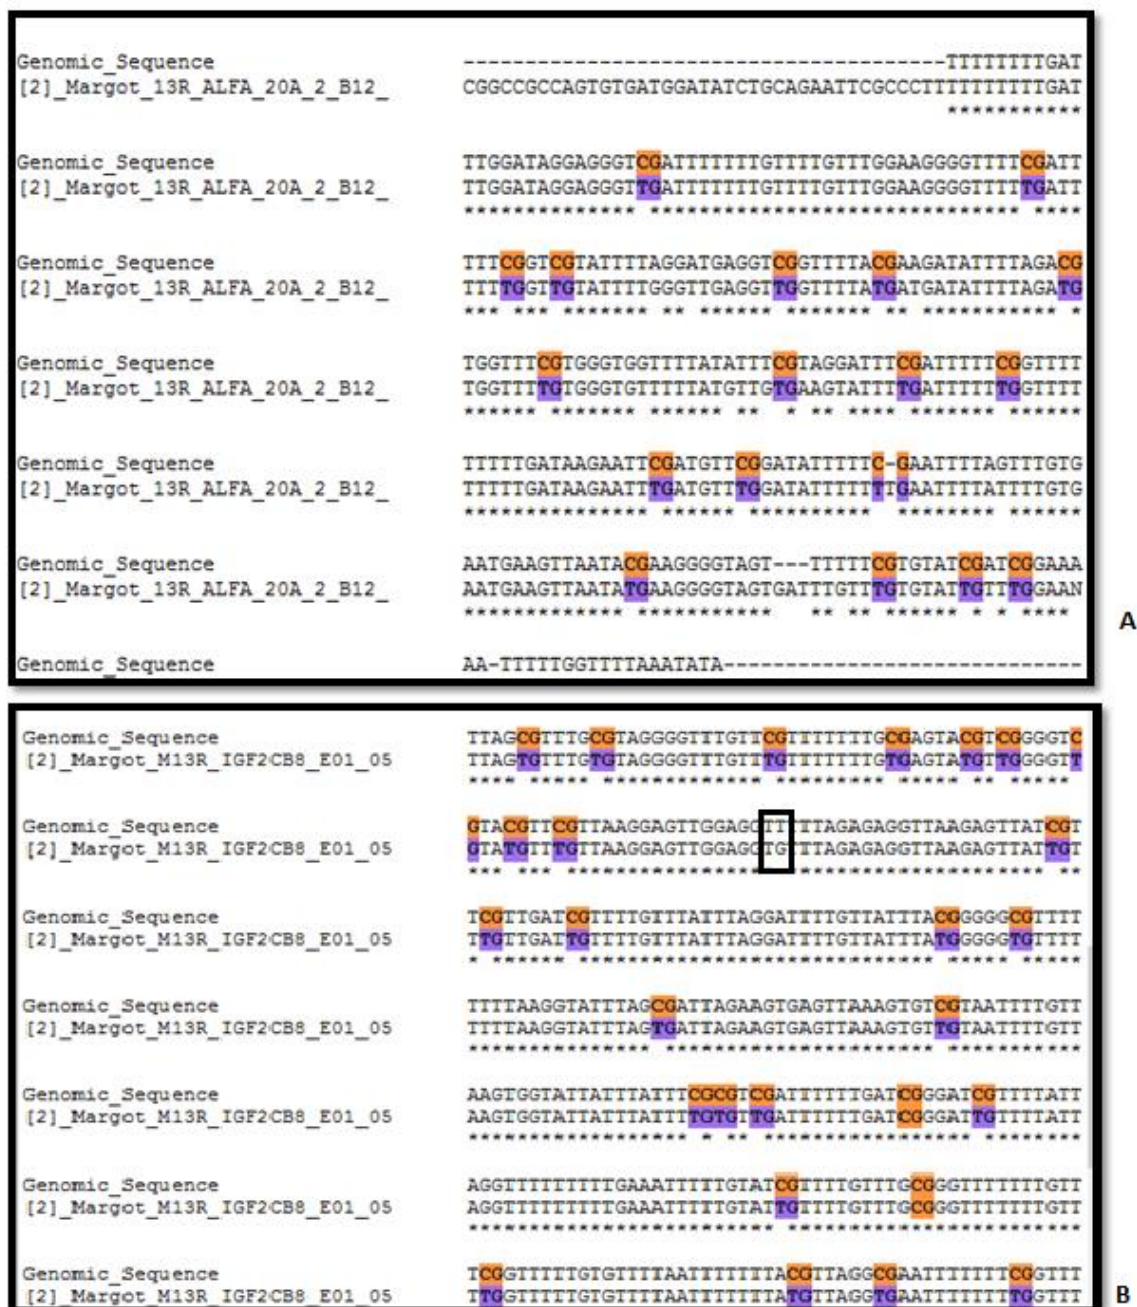 Genomic_Sequence ---------------------------------------TTTTTTTTGAT
[2]_Margot_13R_ALFA_20A_2_B12_ CGGCCGCCAGTGTGATGGATATCTGCAGAATTCGCCCTTTTTTTTTTGAT
***********
Genomic_Sequence TTGGATAGGAGGGTCGATTTTTTTGTTTTGTTTGGAAGGGGTTTTCGATT
[2]_Margot_13R_ALFA_20A_2_B12_ TTGGATAGGAGGGTTGATTTTTTTGTTTTGTTTGGAAGGGGTTTTTGATT
************** ****************************** ****
Genomic_Sequence TTTCGGTCGTATTTTAGGATGAGGTCGGTTTTACGAAGATATTTTAGACG
[2]_Margot_13R_ALFA_20A_2_B12_ TTTTGGTTGTATTTTGGGTTGAGGTTGGTTTTATGATGATATTTTAGATG
*** *** ******* ** ****** ******* ** *********** *
Genomic_Sequence TGGTTTCGTGGGTGGTTTTATATTTCGTAGGATTTCGATTTTTCGGTTTT
[2]_Margot_13R_ALFA_20A_2_B12_ TGGTTTTGTGGGTGTTTTTATGTTGTGAAGTATTTTGATTTTTTGGTTTT
****** ******* ****** **  * ** **** ******* ******
Genomic_Sequence TTTTTGATAAGAATTCGATGTTCGGATATTTTTC-GAATTTTAGTTTGTG
[2]_Margot_13R_ALFA_20A_2_B12_ TTTTTGATAAGAATTTGATGTTTGGATATTTTTTTGAATTTTATTTTGTG
*************** ****** **********  ******** ******
Genomic_Sequence AATGAAGTTAATACGAAGGGGTAGT---TTTTTCGTGTATCGATCGGAAA
[2]_Margot_13R_ALFA_20A_2_B12_ AATGAAGTTAATATGAAGGGGTAGTGATTTGTTTGTGTATTGTTTGGAAN
************* ***********   ** ** ****** * * ****
Genomic_Sequence AA-TTTTTGGTTTTAAATATA-----------------------------
A
Genomic_Sequence TTAGCGTTTGCGTAGGGGTTTGTTCGTTTTTTTGCGAGTACGTCGGGGTC
[2]_Margot_M13R_IGF2CB8_E01_05 TTAGTGTTTGTGTAGGGGTTTGTTTGTTTTTTTGTGAGTATGTTGGGGTT
**** ***** ************* ********* ***** ** *****
Genomic_Sequence GTACGTTCGTTAAGGAGTTGGAGGTTTTTAGAGAGGTTAAGAGTTATCGT
[2]_Margot_M13R_IGF2CB8_E01_05 GTATGTTTGTTAAGGAGTTGGAGGTGTTTAGAGAGGTTAAGAGTTATTGT
*** *** ***************** ********************* **
Genomic_Sequence TCGTTGATCGTTTTGTTTATTTAGGATTTTGTTATTTACGGGGGCGTTTT
[2]_Margot_M13R_IGF2CB8_E01_05 TTGTTGATTGTTTTGTTTATTTAGGATTTTGTTATTTATGGGGGTGTTTT
* ****** ***************************** ***** *****
Genomic_Sequence TTTTAAGGTATTTAGCGATTAGAAGTGAGTTAAAGTGTCGTAATTTTGTT
[2]_Margot_M13R_IGF2CB8_E01_05 TTTTAAGGTATTTAGTGATTAGAAGTGAGTTAAAGTGTTGTAATTTTGTT
*************** ********************** ***********
Genomic_Sequence AAGTGGTATTATTTATTTCGCGTCGATTTTTTGATCGGGATCGTTTTATT
[2]_Margot_M13R_IGF2CB8_E01_05 AAGTGGTATTATTTATTTTGTGTTGATTTTTTGATCGGGATTGTTTTATT
****************** * ** ***************** ********
Genomic_Sequence AGGTTTTTTTTTGAAATTTTTGTATCGTTTTGTTTGCGGGTTTTTTTGTT
[2]_Margot_M13R_IGF2CB8_E01_05 AGGTTTTTTTTTGAAATTTTTGTATTGTTTTGTTTGCGGGTTTTTTTGTT
************************* ************************
Genomic_Sequence TCGGTTTTTGTGTTTTAATTTTTTTACGTTAGGCGAATTTTTTTCGGTTT
[2]_Margot_M13R_IGF2CB8_E01_05 TTGGTTTTTGTGTTTTAATTTTTTTATGTTAGGTGAATTTTTTTTGGTTT
B